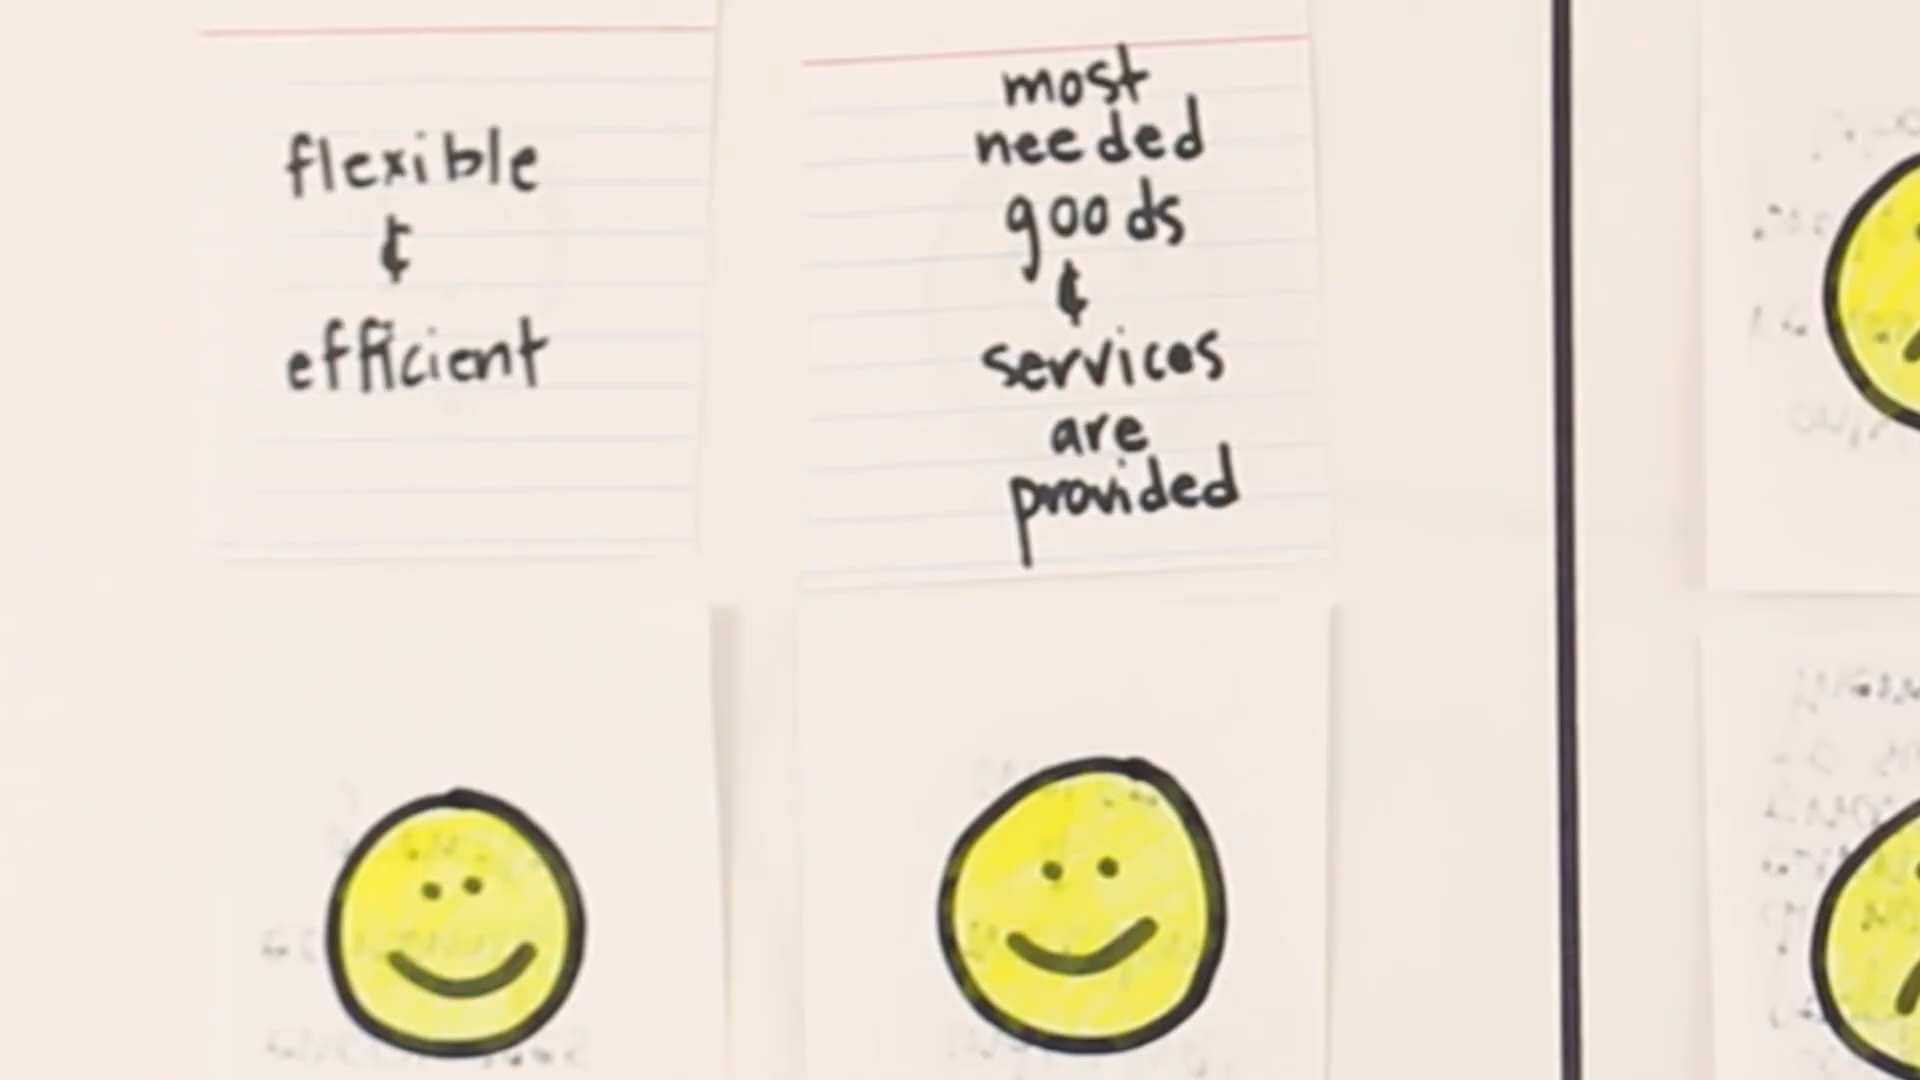 flexible
&
efficient
most
needed
goods
&
services
are
provided